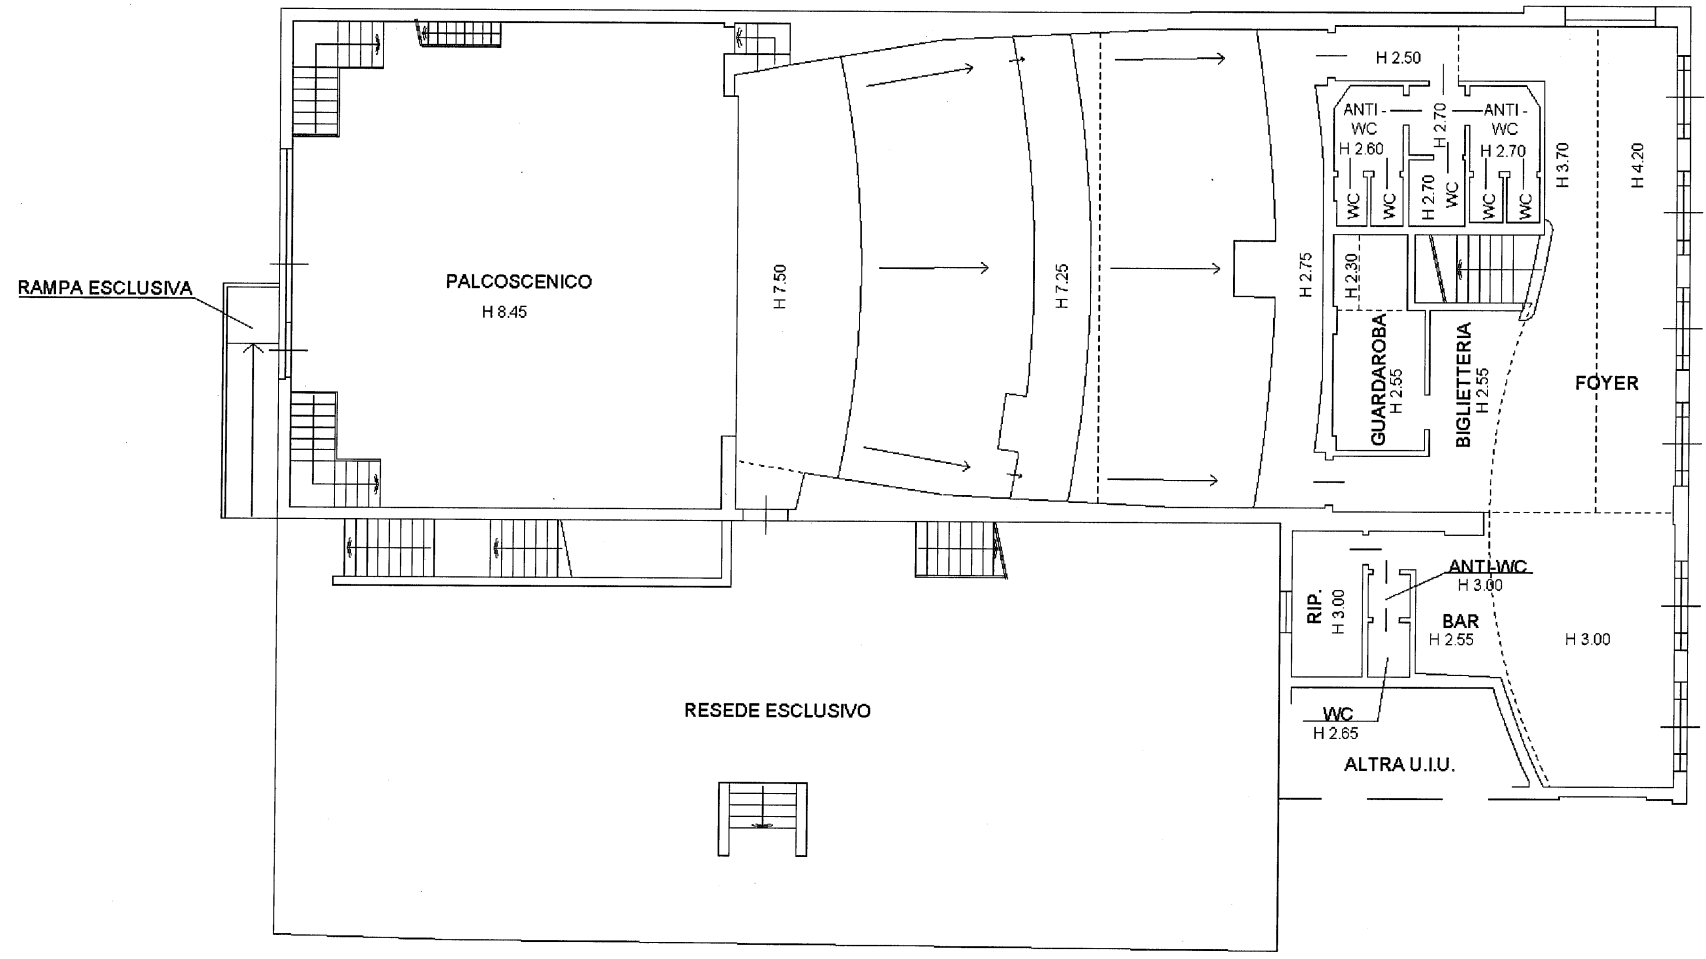 H 2.50
ANTI -
WC
H 2.60
H 2.70
ANTI -
WC
H 2.70
WC
WC
H 2.70
WC
WC
WC
H 3.70
H 4.20
RAMPA ESCLUSIVA
PALCOSCENICO
H 8.45
H 7.50
H 7.25
H 2.75
H 2.30
GUARDAROBA
H 2.55
BIGLIETTERIA
H 2.55
FOYER
ANTI-WC
H 3.00
RIP.
H 3.00
BAR
H 2.55
H 3.00
RESEDE ESCLUSIVO
WC
H 2.65
ALTRA U.I.U.